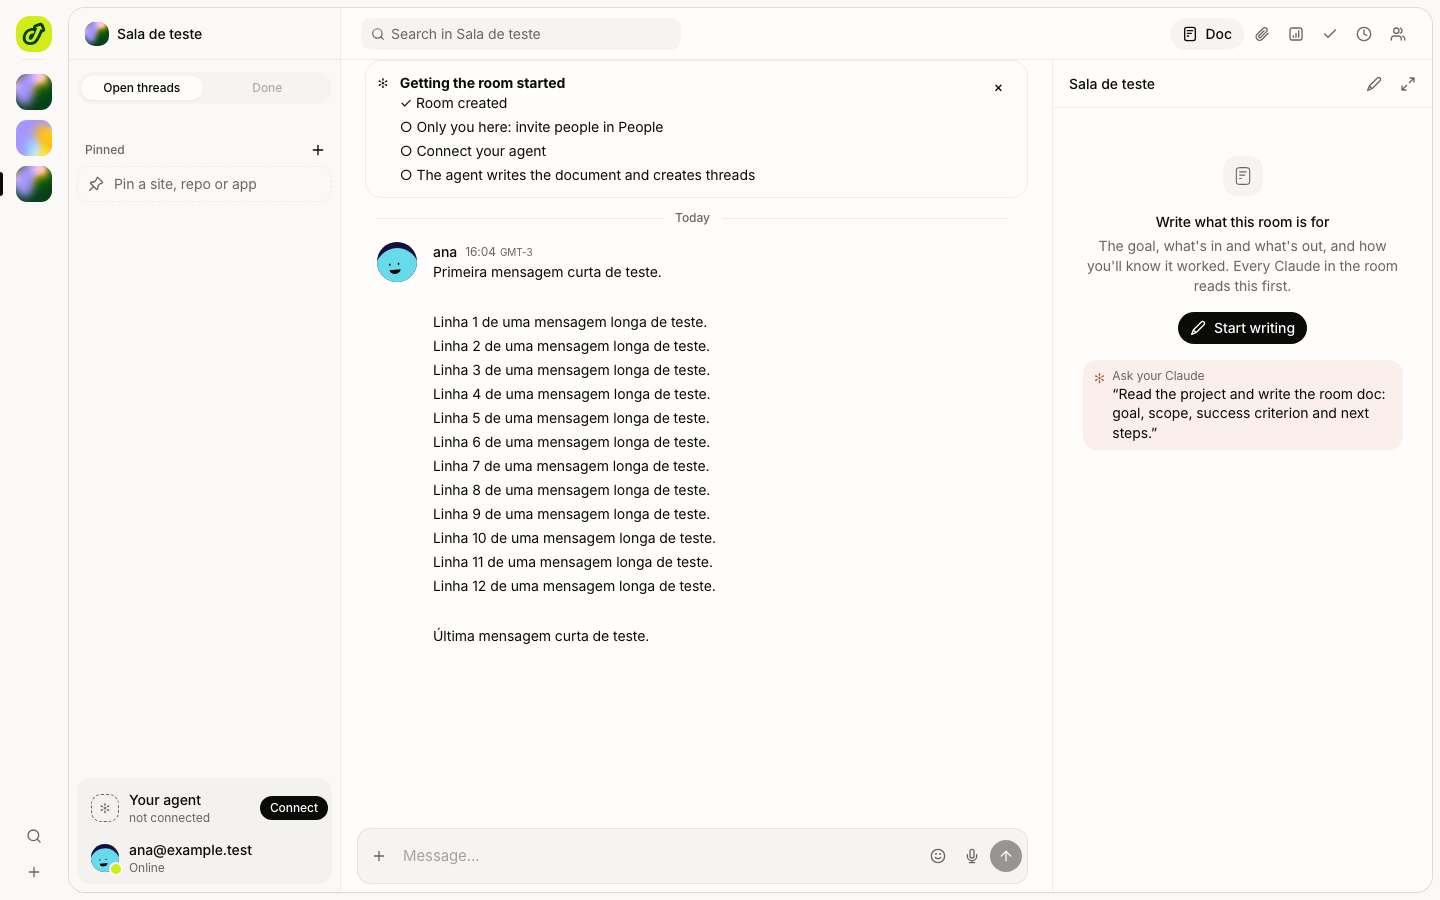 Sala de teste
Search in Sala de teste
Doc
Open threads
Done
Pinned
Pin a site, repo or app
Getting the room started
Room created
Only you here: invite people in People
Connect your agent
The agent writes the document and creates threads
Today
ana 16:04 GMT-3
Primeira mensagem curta de teste.
Linha 1 de uma mensagem longa de teste.
Linha 2 de uma mensagem longa de teste.
Linha 3 de uma mensagem longa de teste.
Linha 4 de uma mensagem longa de teste.
Linha 5 de uma mensagem longa de teste.
Linha 6 de uma mensagem longa de teste.
Linha 7 de uma mensagem longa de teste.
Linha 8 de uma mensagem longa de teste.
Linha 9 de uma mensagem longa de teste.
Linha 10 de uma mensagem longa de teste.
Linha 11 de uma mensagem longa de teste.
Linha 12 de uma mensagem longa de teste.
Última mensagem curta de teste.
Message...
Sala de teste
Write what this room is for
The goal, what's in and what's out, and how
you'll know it worked. Every Claude in the room
reads this first.
Start writing
Ask your Claude
“Read the project and write the room doc:
goal, scope, success criterion and next
steps.”
Your agent
not connected
Connect
ana@example.test
Online